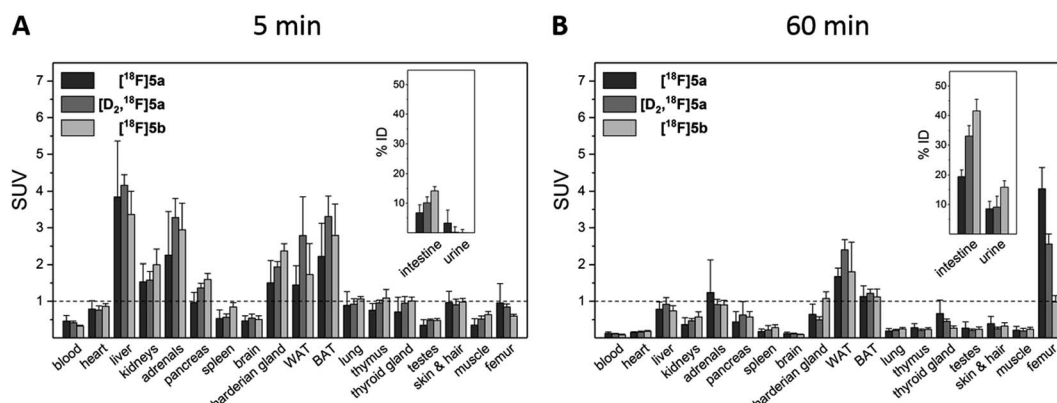 A
5 min
B
60 min
7
6
5
4
3
2
1
SUV
[18F]5a
[D2,18F]5a
[18F]5b
50
40
30
20
10
% ID
intestine
urine
blood
heart
liver
kidneys
adrenals
pancreas
spleen
brain
harderian gland
WAT
BAT
lung
thymus
thyroid gland
testes
skin & hair
muscle
femur
7
6
5
4
3
2
1
SUV
[18F]5a
[D2,18F]5a
[18F]5b
50
40
30
20
10
% ID
intestine
urine
blood
heart
liver
kidneys
adrenals
pancreas
spleen
brain
harderian gland
WAT
BAT
lung
thymus
thyroid gland
testes
skin & hair
muscle
femur